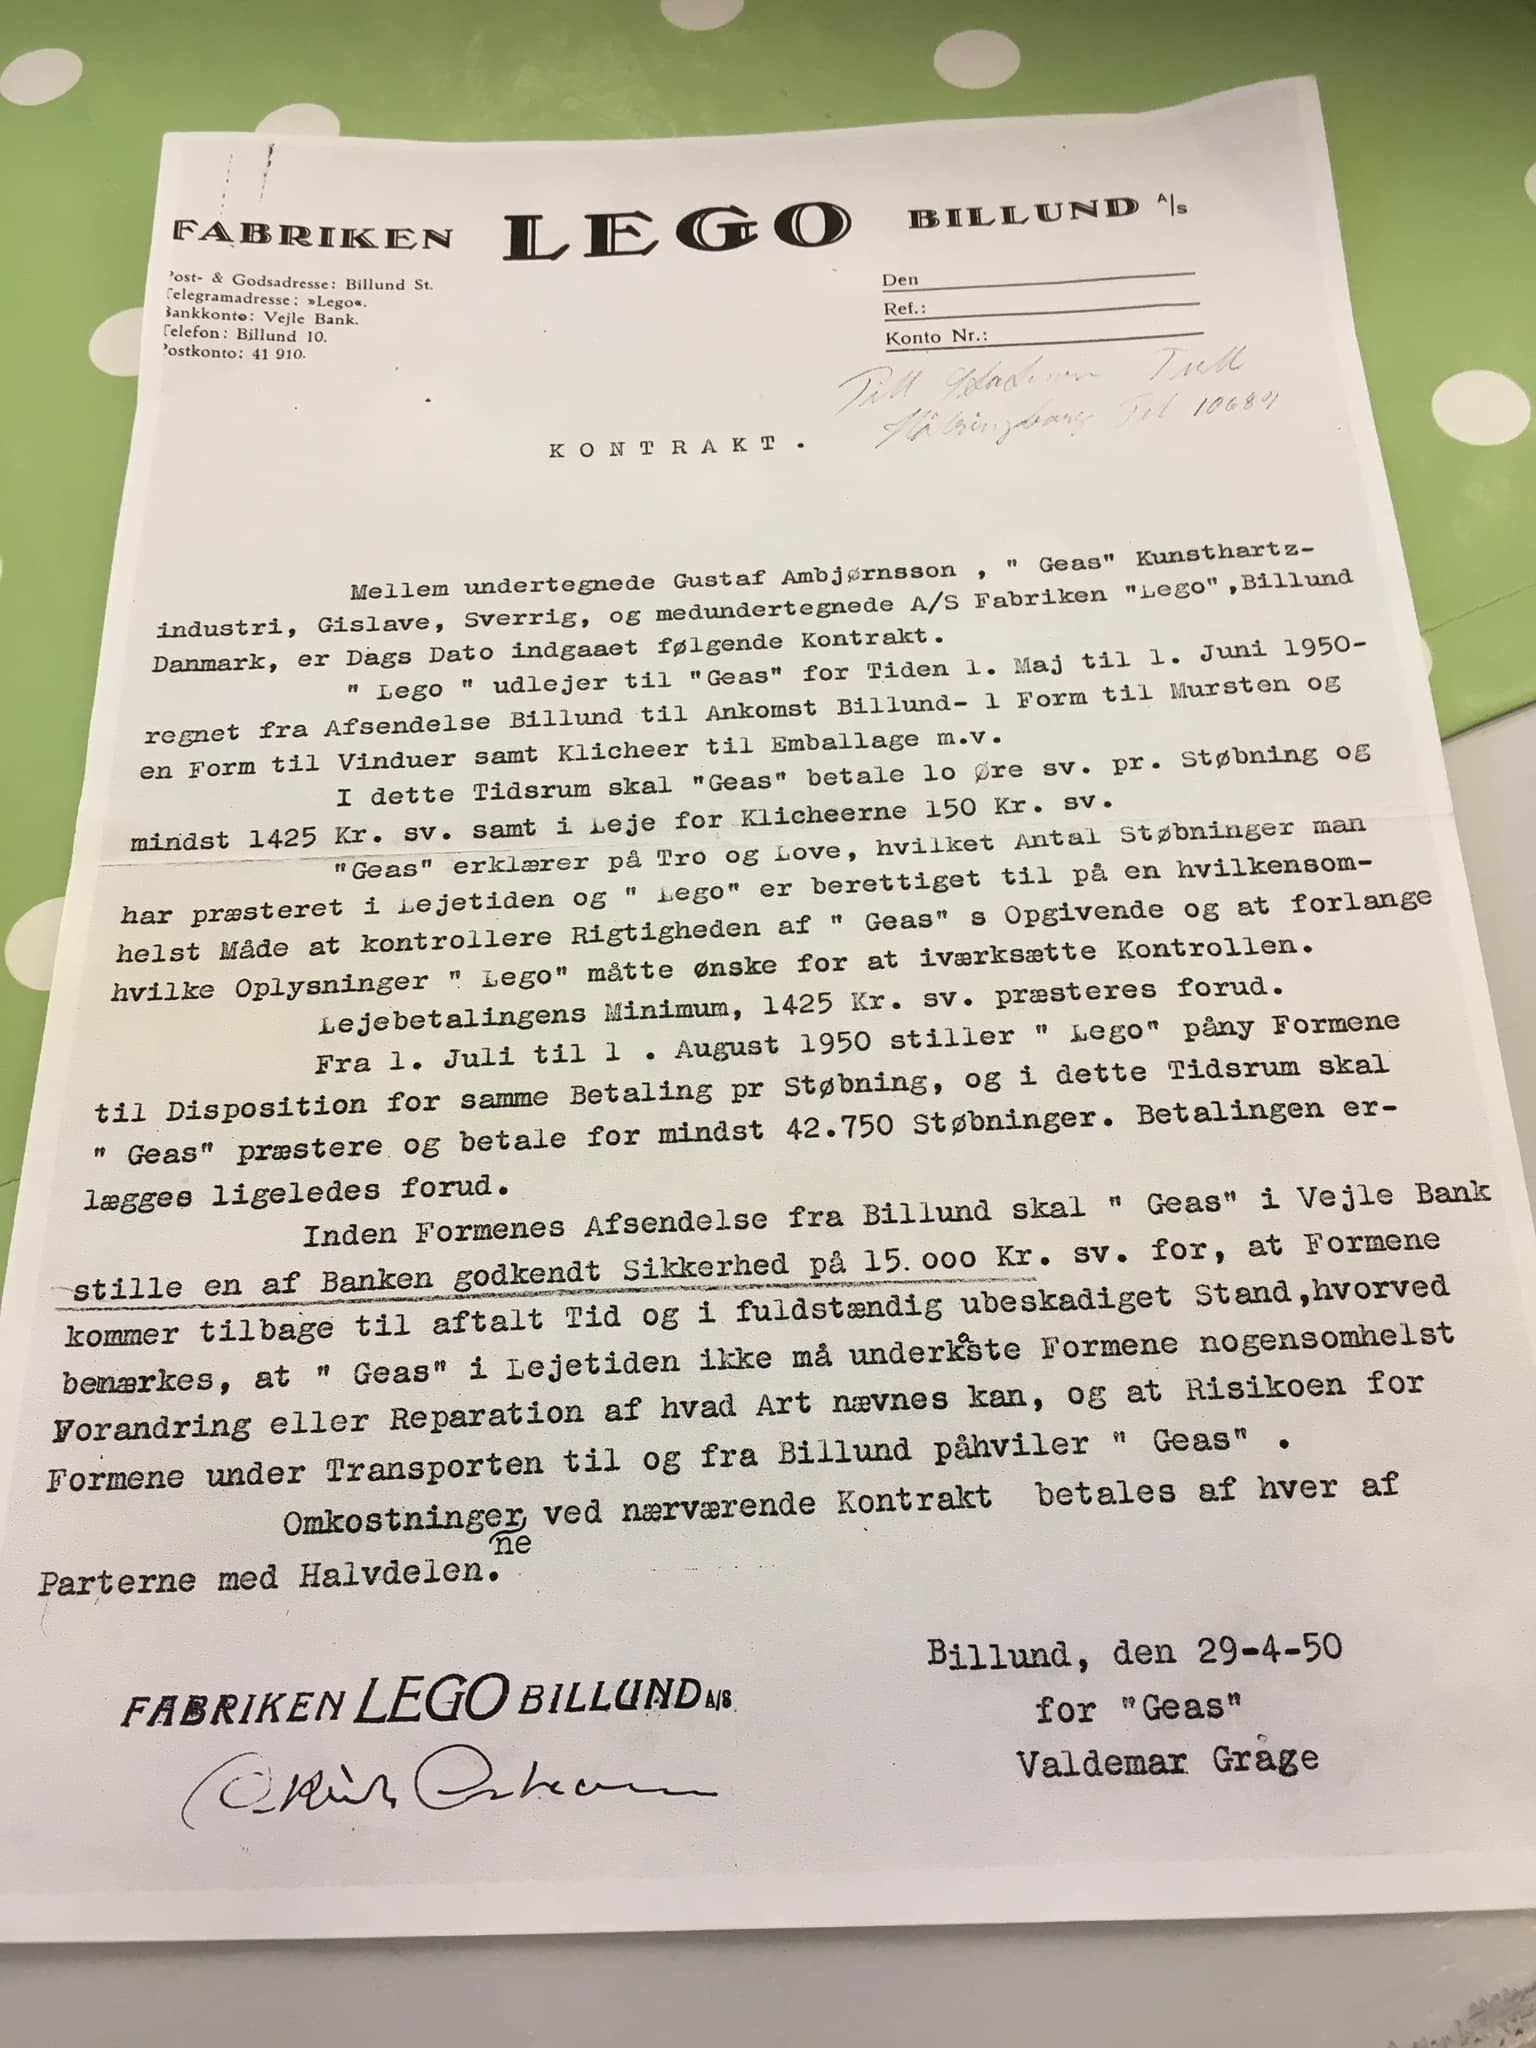 FABRIKEN LEGO BILLUND A/S
Post- & Godsadresse: Billund St.
Telegramadresse: »Lego«.
Bankkonto: Vejle Bank.
Telefon: Billund 10.
Postkonto: 41 910.
Den
Ref.:
Konto Nr.:
Till
Tull
Hälsingborg Tel 10684
KONTRAKT.
Mellem undertegnede Gustaf Ambjørnsson , " Geas" Kunsthartz-
industri, Gislave, Sverrig, og medundertegnede A/S Fabriken "Lego",Billund
Danmark, er Dags Dato indgaaet følgende Kontrakt.
" Lego " udlejer til "Geas" for Tiden 1. Maj til 1. Juni 1950-
regnet fra Afsendelse Billund til Ankomst Billund- 1 Form til Mursten og
en Form til Vinduer samt Klicheer til Emballage m.v.
I dette Tidsrum skal "Geas" betale lo Øre sv. pr. Støbning og
mindst 1425 Kr. sv. samt i Leje for Klicheerne 150 Kr. sv.
"Geas" erklærer på Tro og Love, hvilket Antal Støbninger man
har præsteret i Lejetiden og " Lego" er berettiget til på en hvilkensom-
helst Måde at kontrollere Rigtigheden af " Geas" s Opgivende og at forlange
hvilke Oplysninger " Lego" måtte ønske for at iværksætte Kontrollen.
Lejebetalingens Minimum, 1425 Kr. sv. præsteres forud.
Fra 1. Juli til 1 . August 1950 stiller " Lego" påny Formene
til Disposition for samme Betaling pr Støbning, og i dette Tidsrum skal
" Geas" præstere og betale for mindst 42.750 Støbninger. Betalingen er-
lægges ligeledes forud.
Inden Formenes Afsendelse fra Billund skal " Geas" i Vejle Bank
stille en af Banken godkendt Sikkerhed på 15.000 Kr. sv. for, at Formene
kommer tilbage til aftalt Tid og i fuldstændig ubeskadiget Stand,hvorved
bemærkes, at " Geas" i Lejetiden ikke må underkåste Formene nogensomhelst
Forandring eller Reparation af hvad Art nævnes kan, og at Risikoen for
Formene under Transporten til og fra Billund påhviler " Geas" .
Omkostningerne ved nærværende Kontrakt betales af hver af
Parterne med Halvdelen.
Billund, den 29-4-50
for "Geas"
Valdemar Gråge
FABRIKEN LEGO BILLUND A/S